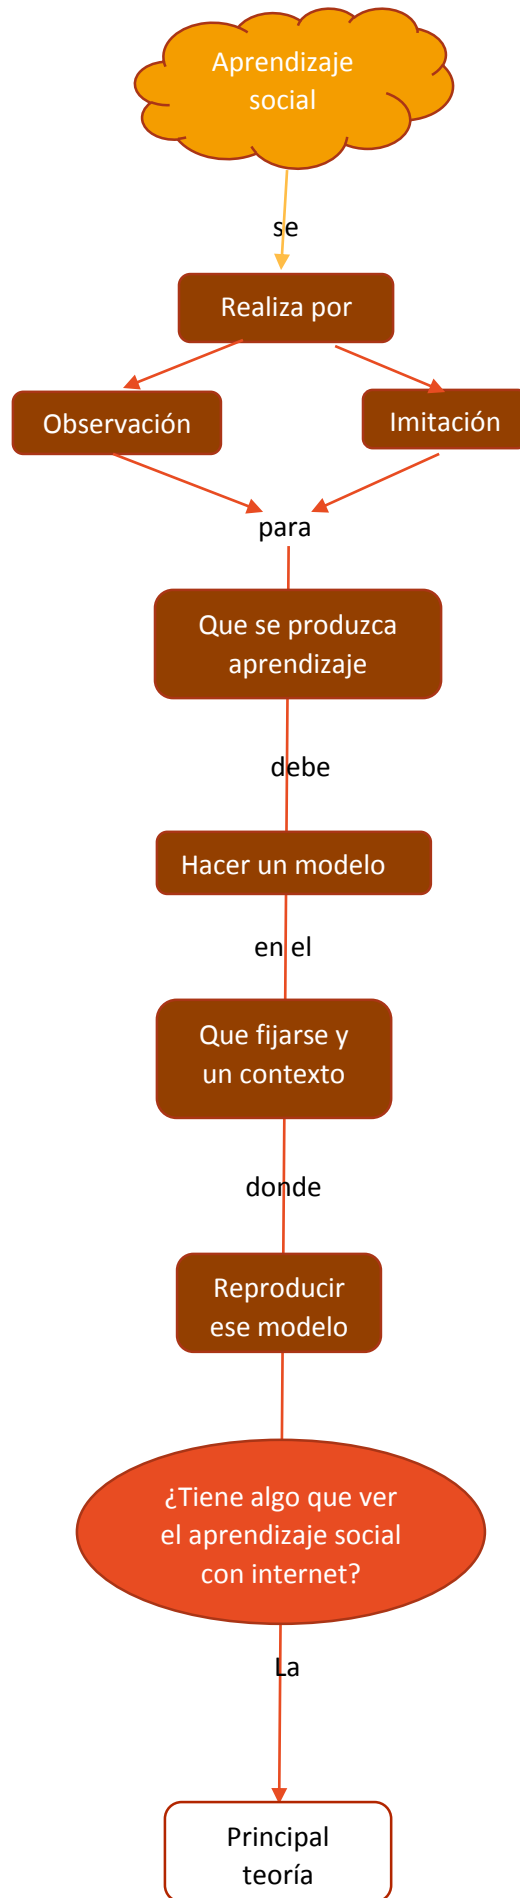 Aprendizaje
social
se
Realiza por
Observación
Imitación
para
Que se produzca
aprendizaje
debe
Hacer un modelo
en el
Que fijarse y
un contexto
donde
Reproducir
ese modelo
¿Tiene algo que ver
el aprendizaje social
con internet?
La
Principal
teoría